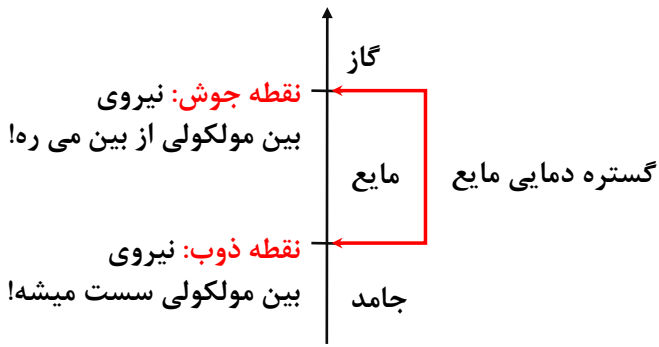 گاز
نقطه جوش: نیروی
بین مولکولی از بین می ره!
گستره دمایی مایع
مایع
نقطه ذوب: نیروی
بین مولکولی سست میشه!
جامد